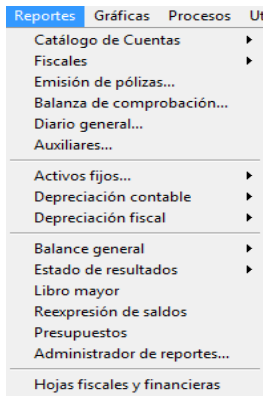 Reportes Gráficas Procesos Ut
Catálogo de Cuentas
Fiscales
Emisión de pólizas...
Balanza de comprobación...
Diario general...
Auxiliares...
Activos fijos...
Depreciación contable
Depreciación fiscal
Balance general
Estado de resultados
Libro mayor
Reexpresión de saldos
Presupuestos
Administrador de reportes...
Hojas fiscales y financieras